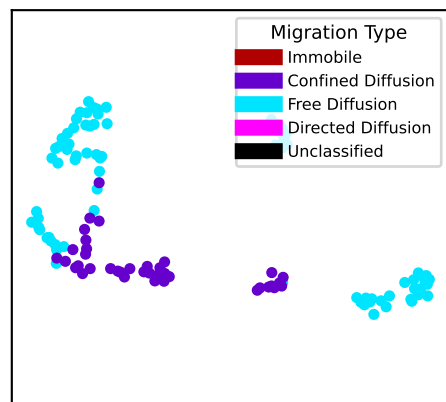 Migration Type
Immobile
Confined Diffusion
Free Diffusion
Directed Diffusion
Unclassified